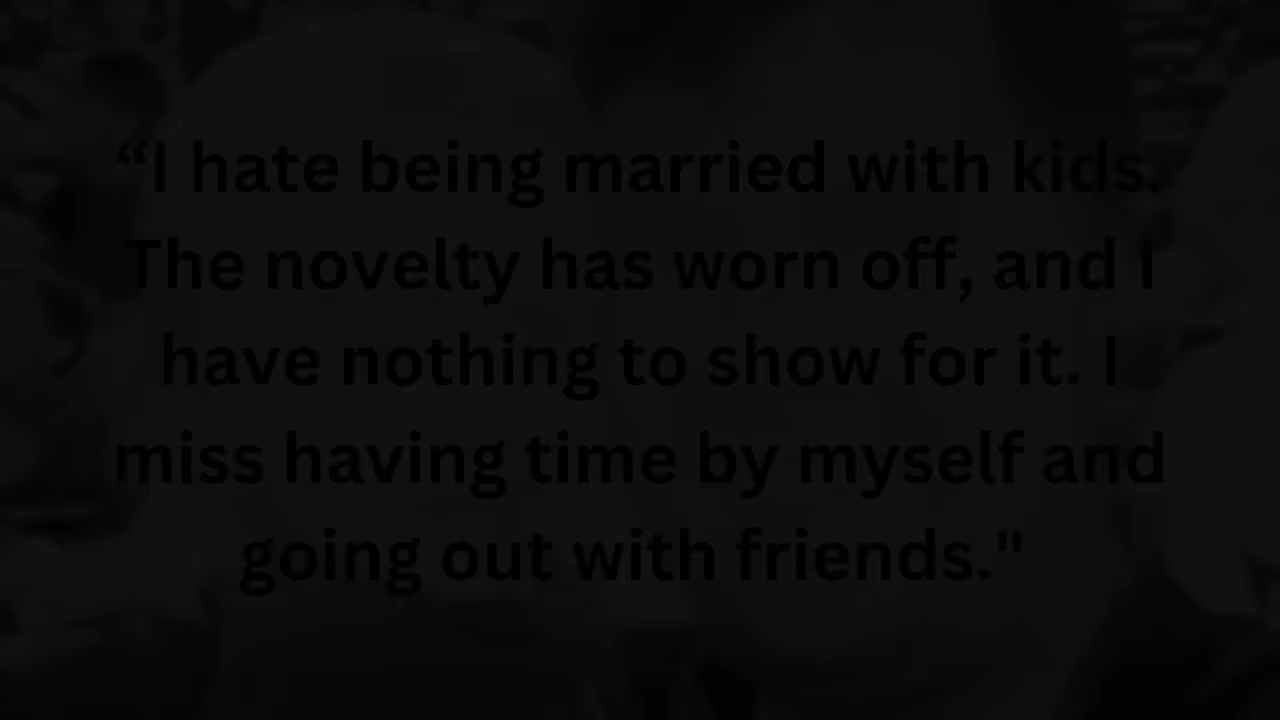 “I hate being married with kids.
The novelty has worn off, and I
have nothing to show for it. I
miss having time by myself and
going out with friends."